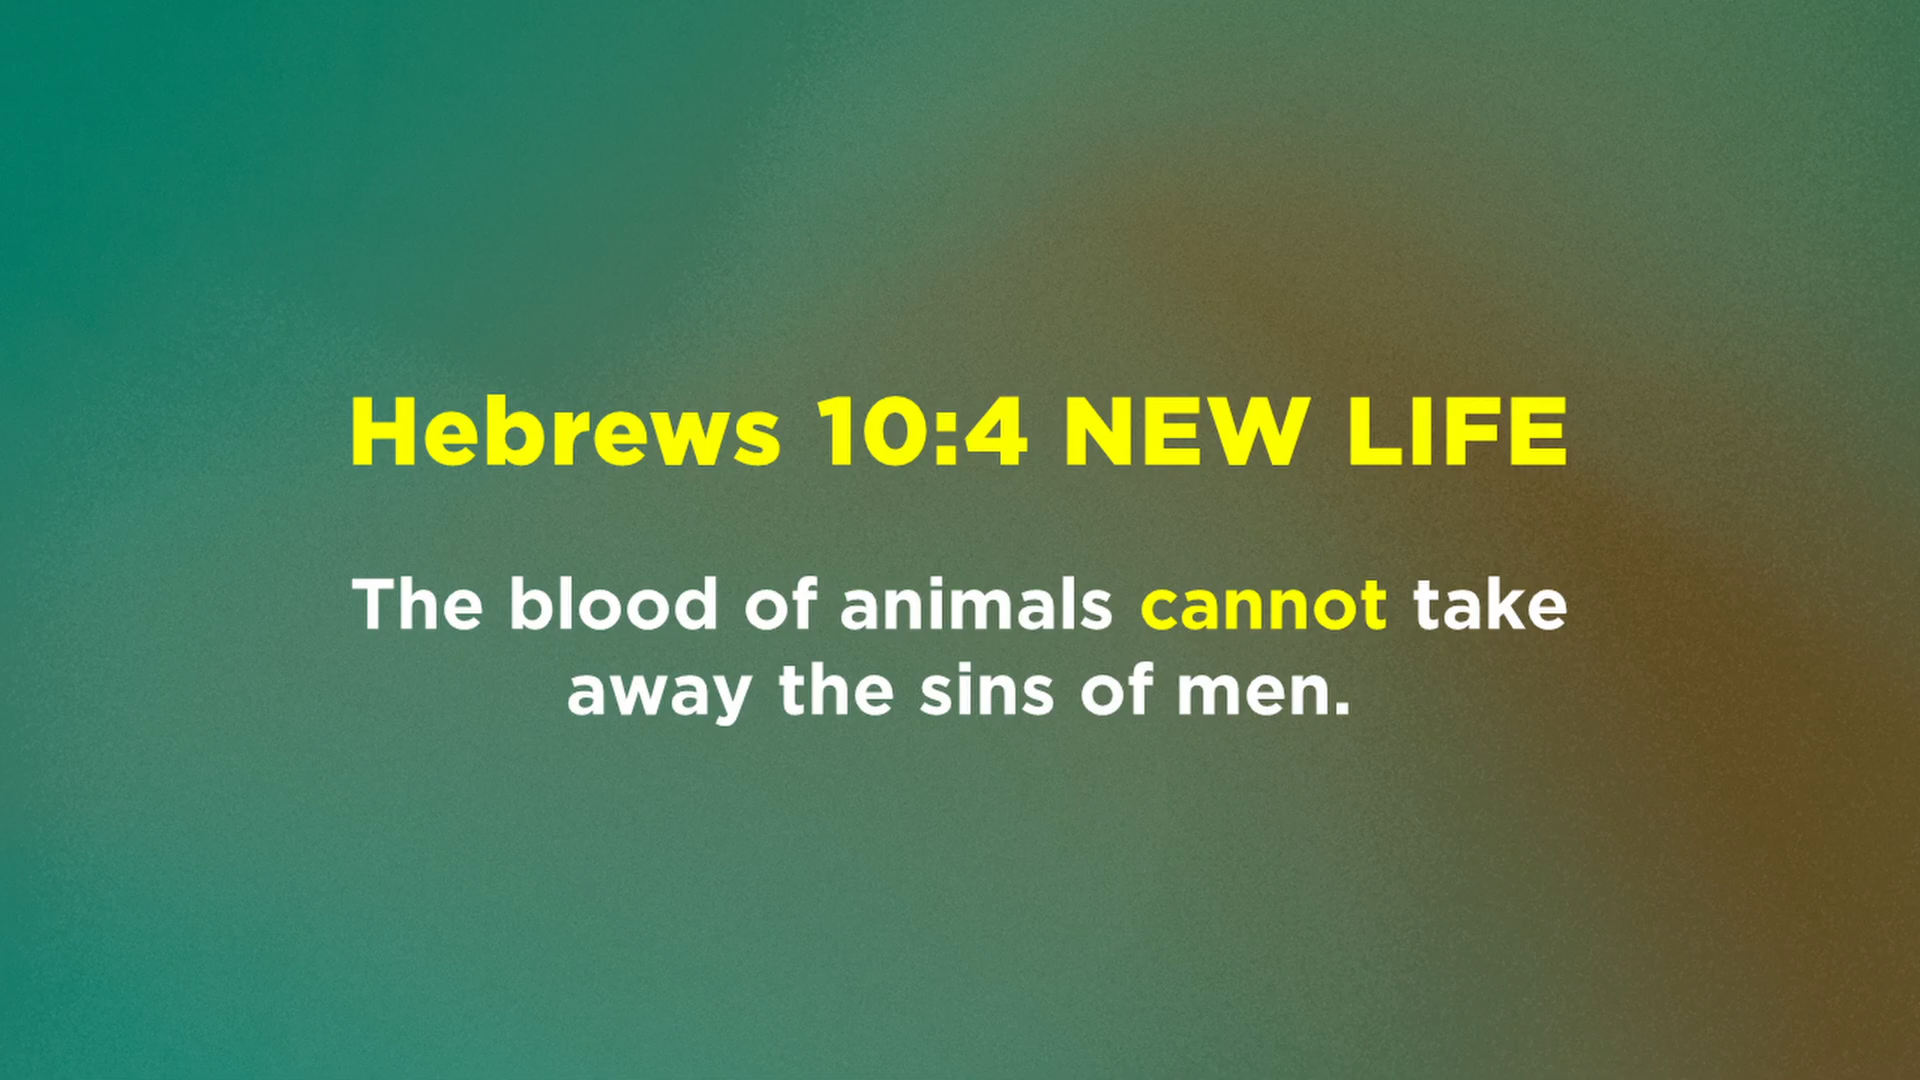 Hebrews 10:4 NEW LIFE
The blood of animals cannot take
away the sins of men.